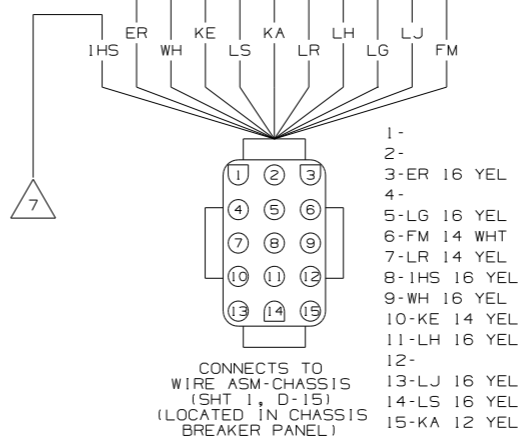 1HS
ER
WH
KE
LS
KA
LR
LH
LG
LJ
FM
7
1 2 3
4 5 6
7 8 9
10 11 12
13 14 15
1-
2-
3-ER 16 YEL
4-
5-LG 16 YEL
6-FM 14 WHT
7-LR 14 YEL
8-1HS 16 YEL
9-WH 16 YEL
10-KE 14 YEL
11-LH 16 YEL
12-
13-LJ 16 YEL
14-LS 16 YEL
15-KA 12 YEL
CONNECTS TO
WIRE ASM-CHASSIS
(SHT 1, D-15)
(LOCATED IN CHASSIS
BREAKER PANEL)